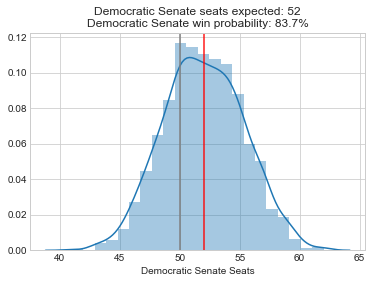 Democratic Senate seats expected: 52
Democratic Senate win probability: 83.7%
0.12
0.10
0.08
0.06
0.04
0.02
0.00
40 45 50 55 60 65
Democratic Senate Seats